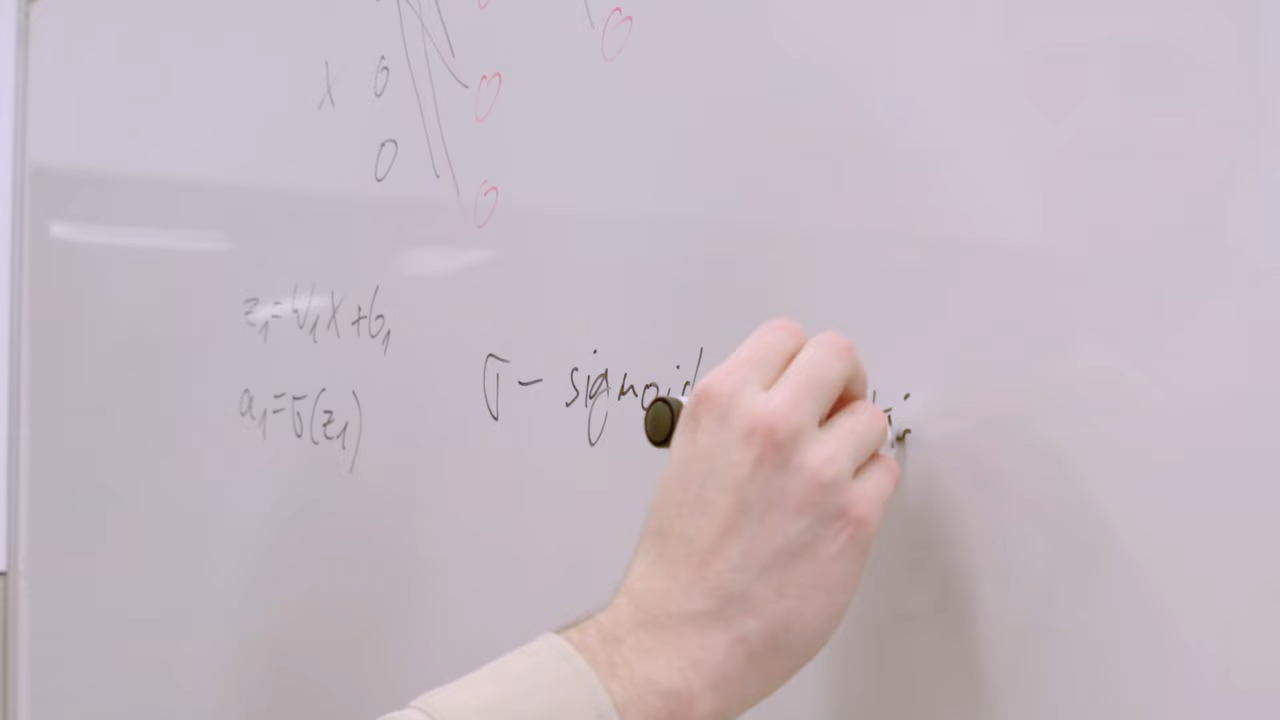 X
z₁=W₁X+b₁
σ - sigmoid
a₁=σ(z₁)